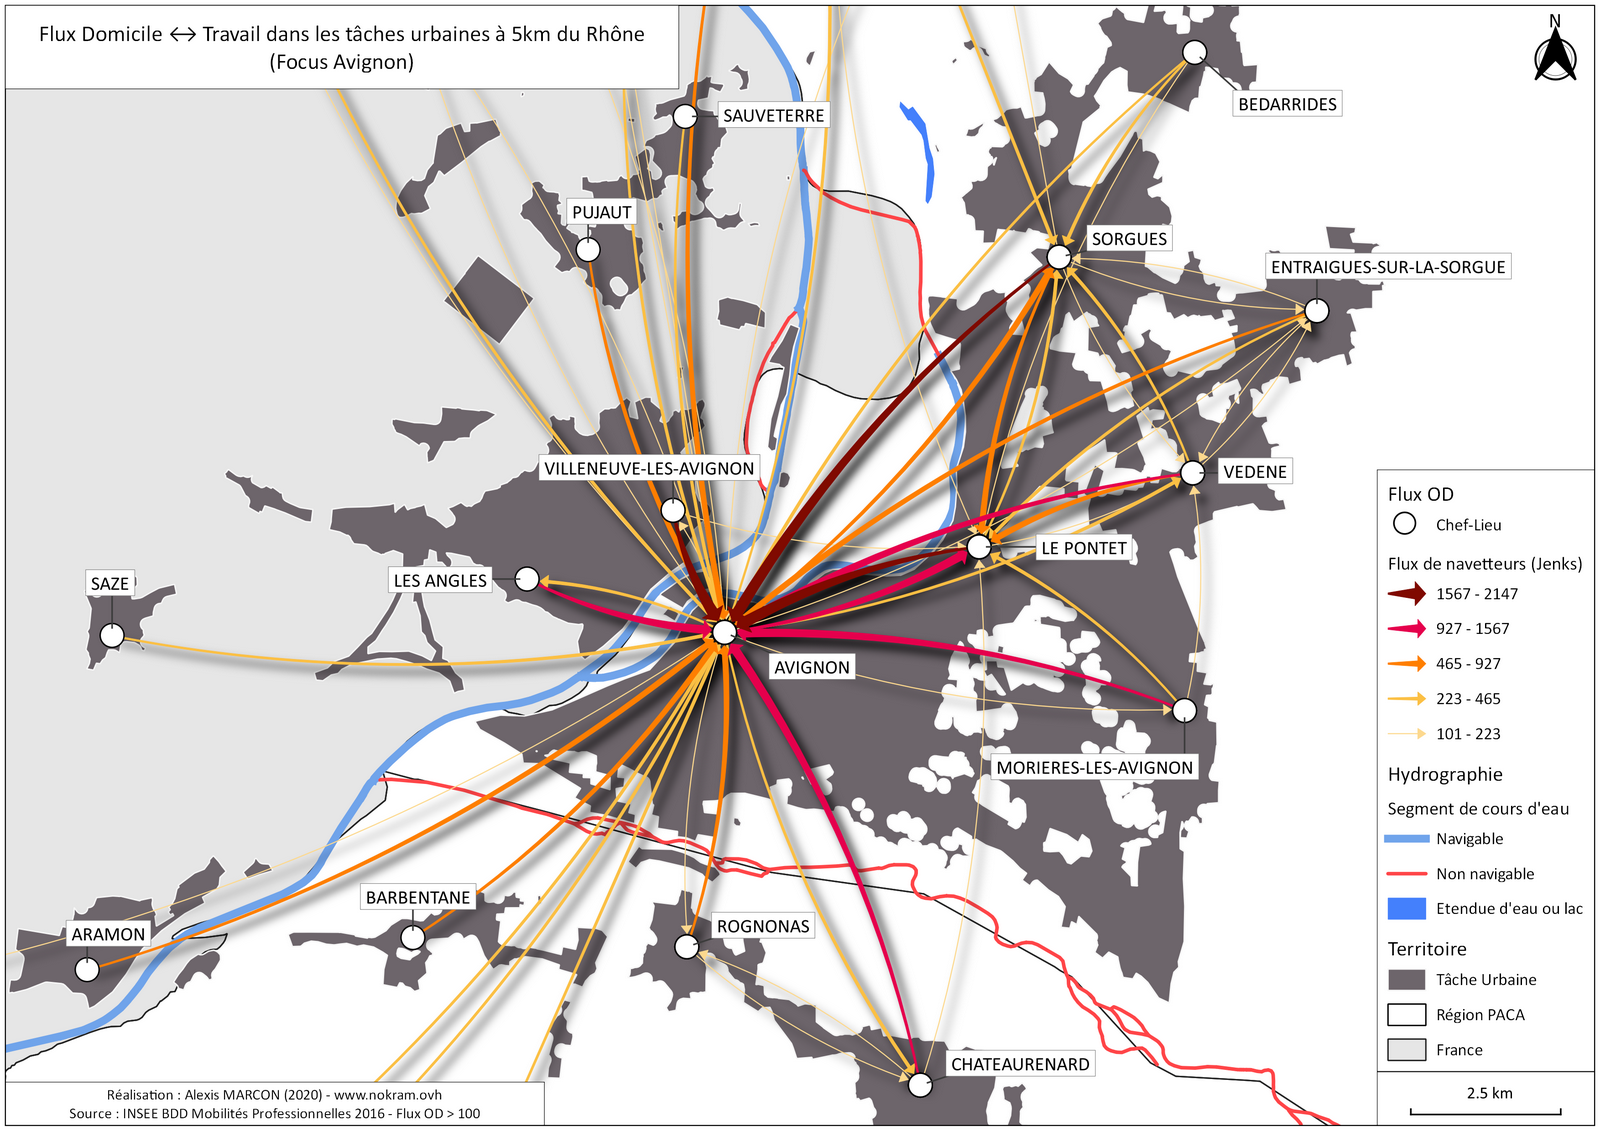 Flux Domicile ↔ Travail dans les tâches urbaines à 5km du Rhône
(Focus Avignon)
N
BEDARRIDES
SAUVETERRE
PUJAUT
SORGUES
ENTRAIGUES-SUR-LA-SORGUE
VILLENEUVE-LES-AVIGNON
VEDENE
LE PONTET
LES ANGLES
SAZE
AVIGNON
MORIERES-LES-AVIGNON
BARBENTANE
ROGNONAS
ARAMON
CHATEAURENARD
Flux OD
Chef-Lieu
Flux de navetteurs (Jenks)
1567 - 2147
927 - 1567
465 - 927
223 - 465
101 - 223
Hydrographie
Segment de cours d'eau
Navigable
Non navigable
Etendue d'eau ou lac
Territoire
Tâche Urbaine
Région PACA
France
2.5 km
Réalisation : Alexis MARCON (2020) - www.nokram.ovh
Source : INSEE BDD Mobilités Professionnelles 2016 - Flux OD > 100